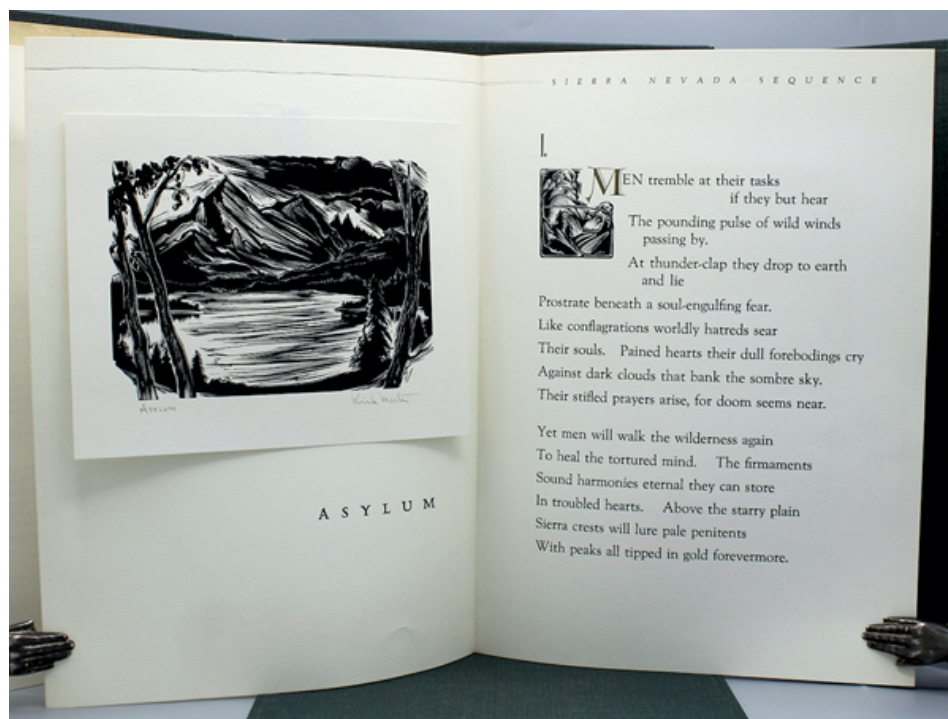 ASYLUM
ASYLUM
SIERRA NEVADA SEQUENCE
I.
MEN tremble at their tasks
if they but hear
The pounding pulse of wild winds
passing by.
At thunder-clap they drop to earth
and lie
Prostrate beneath a soul-engulfing fear.
Like conflagrations worldly hatreds sear
Their souls. Pained hearts their dull forebodings cry
Against dark clouds that bank the sombre sky.
Their stifled prayers arise, for doom seems near.
Yet men will walk the wilderness again
To heal the tortured mind. The firmaments
Sound harmonies eternal they can store
In troubled hearts. Above the starry plain
Sierra crests will lure pale penitents
With peaks all tipped in gold forevermore.